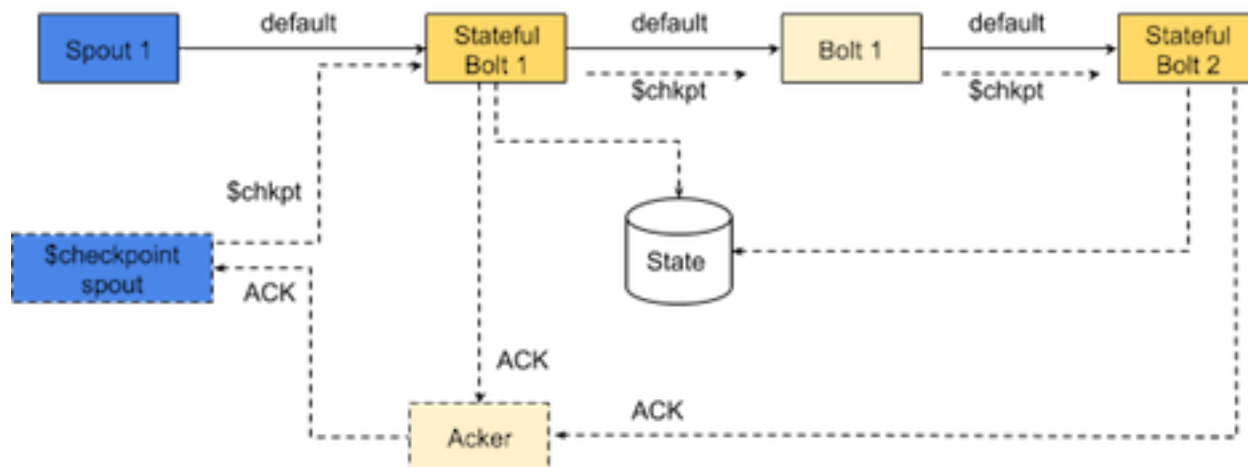 default
default
default
Spout 1
Stateful
Bolt 1
Bolt 1
Stateful
Bolt 2
$chkpt
$chkpt
$chkpt
$checkpoint
spout
State
ACK
ACK
ACK
Acker